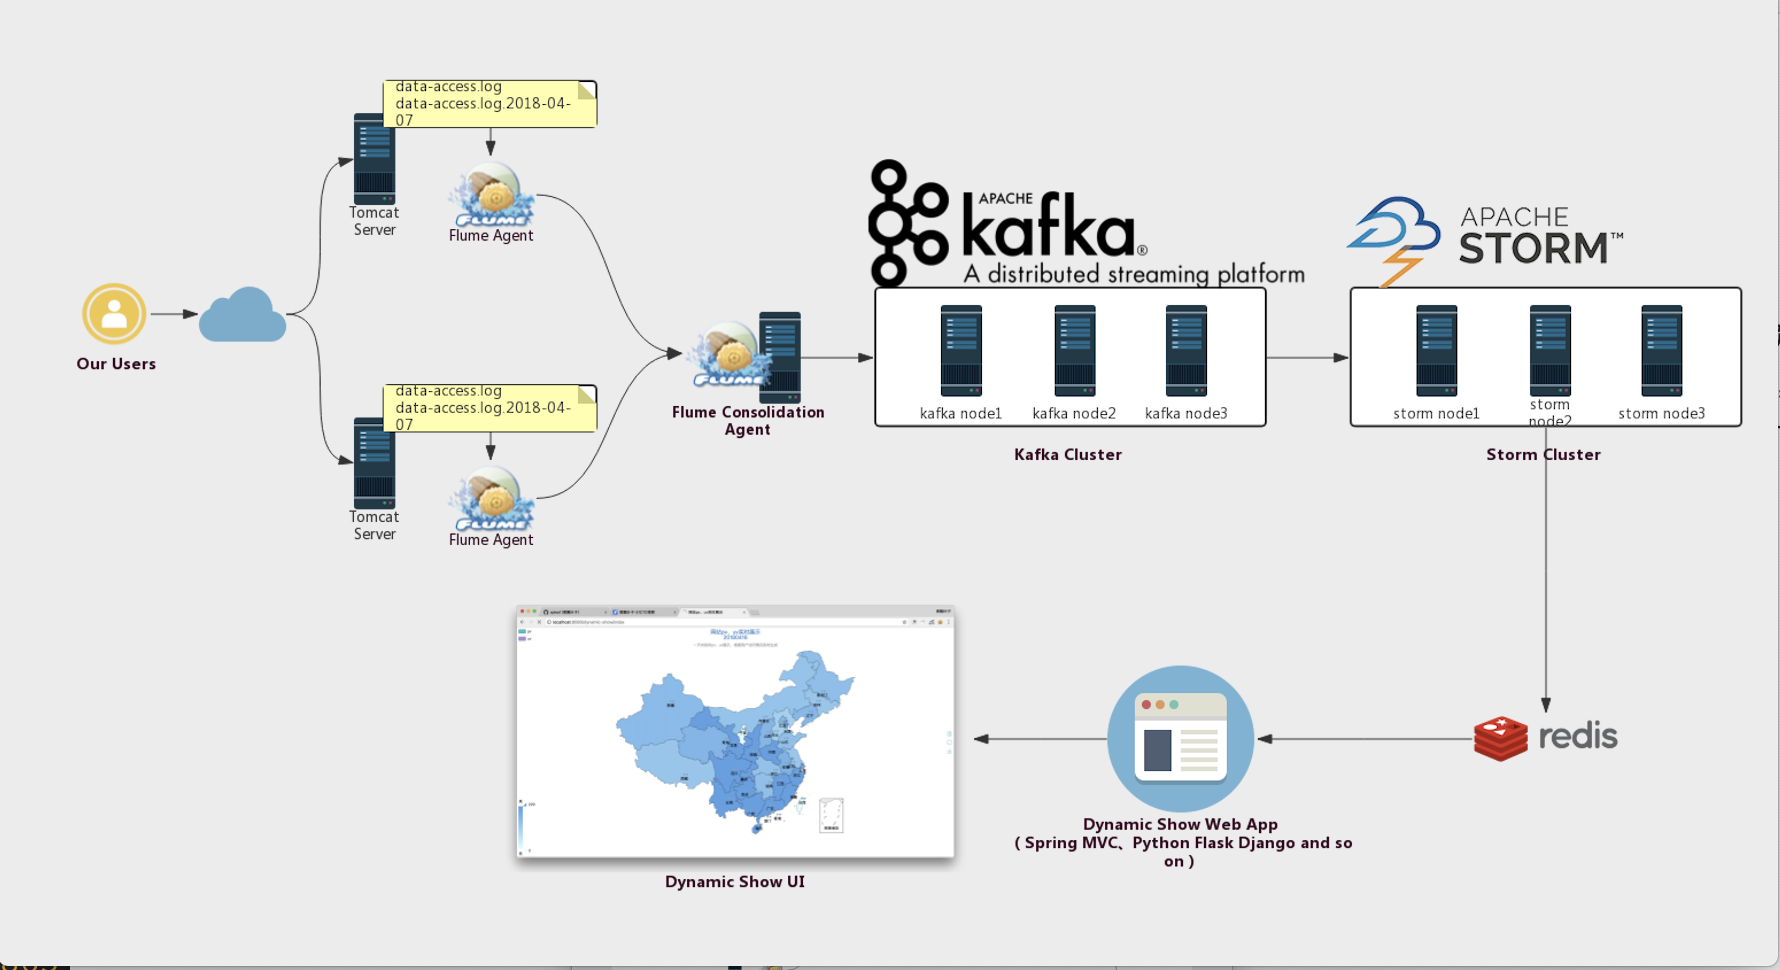 data-access.log
data-access.log.2018-04-
07
Tomcat
Server
FLUME
Flume Agent
Our Users
data-access.log
data-access.log.2018-04-
07
Tomcat
Server
FLUME
Flume Agent
FLUME
Flume Consolidation
Agent
APACHE
kafka®
A distributed streaming platform
kafka node1
kafka node2
kafka node3
Kafka Cluster
APACHE
STORM™
storm node1
storm
node2
storm node3
Storm Cluster
redis
Dynamic Show Web App
( Spring MVC、Python Flask Django and so
on )
20180416
Dynamic Show UI